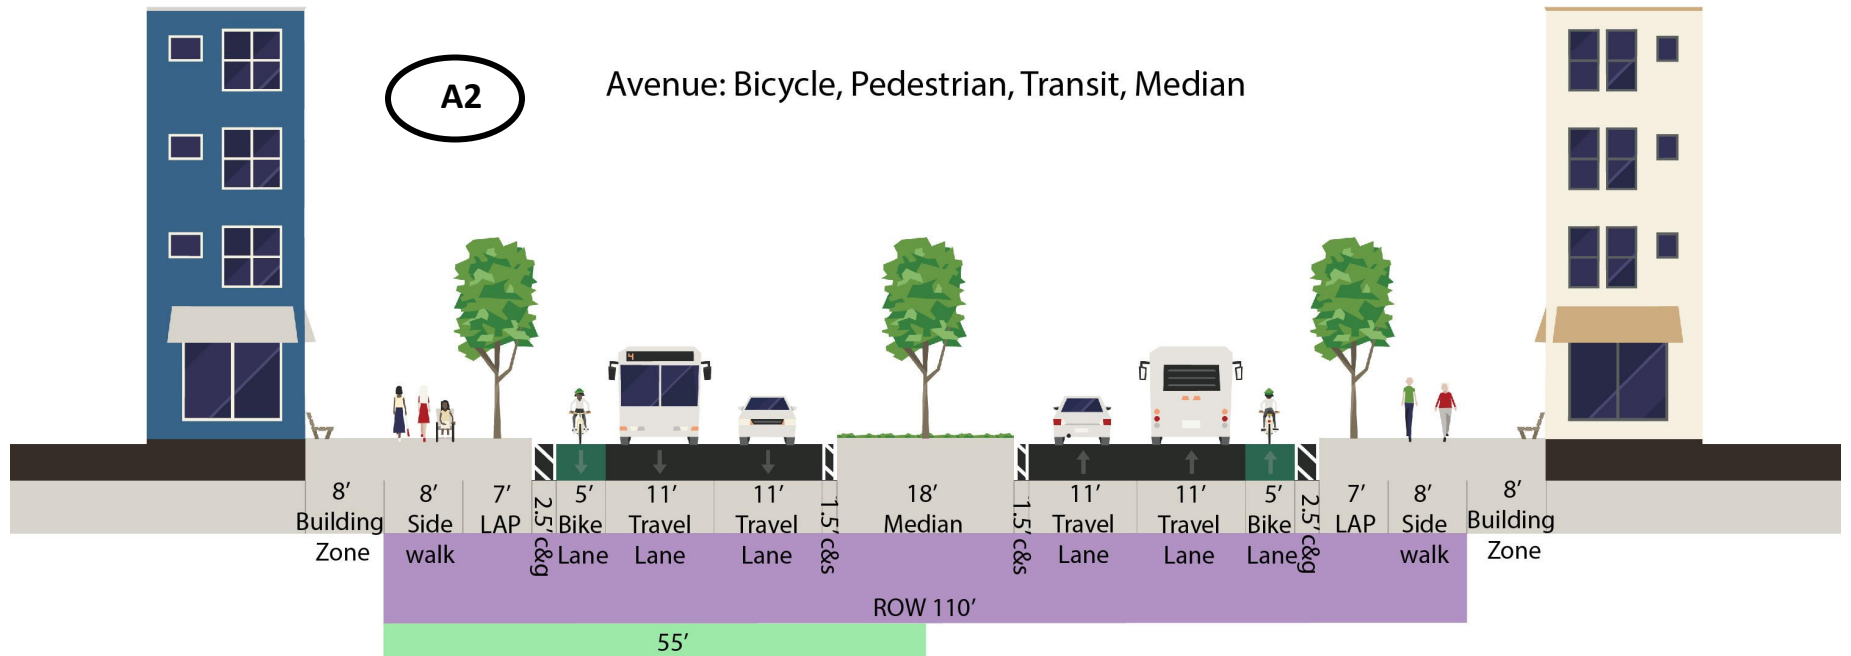 A2
Avenue: Bicycle, Pedestrian, Transit, Median
4
8’
Building
Zone
8’
Side
walk
7’
LAP
2.5’ c&g
5’
Bike
Lane
11’
Travel
Lane
11’
Travel
Lane
1.5’ c&s
18’
Median
1.5’ c&s
11’
Travel
Lane
11’
Travel
Lane
5’
Bike
Lane
2.5’ c&g
7’
LAP
8’
Side
walk
8’
Building
Zone
ROW 110’
55’